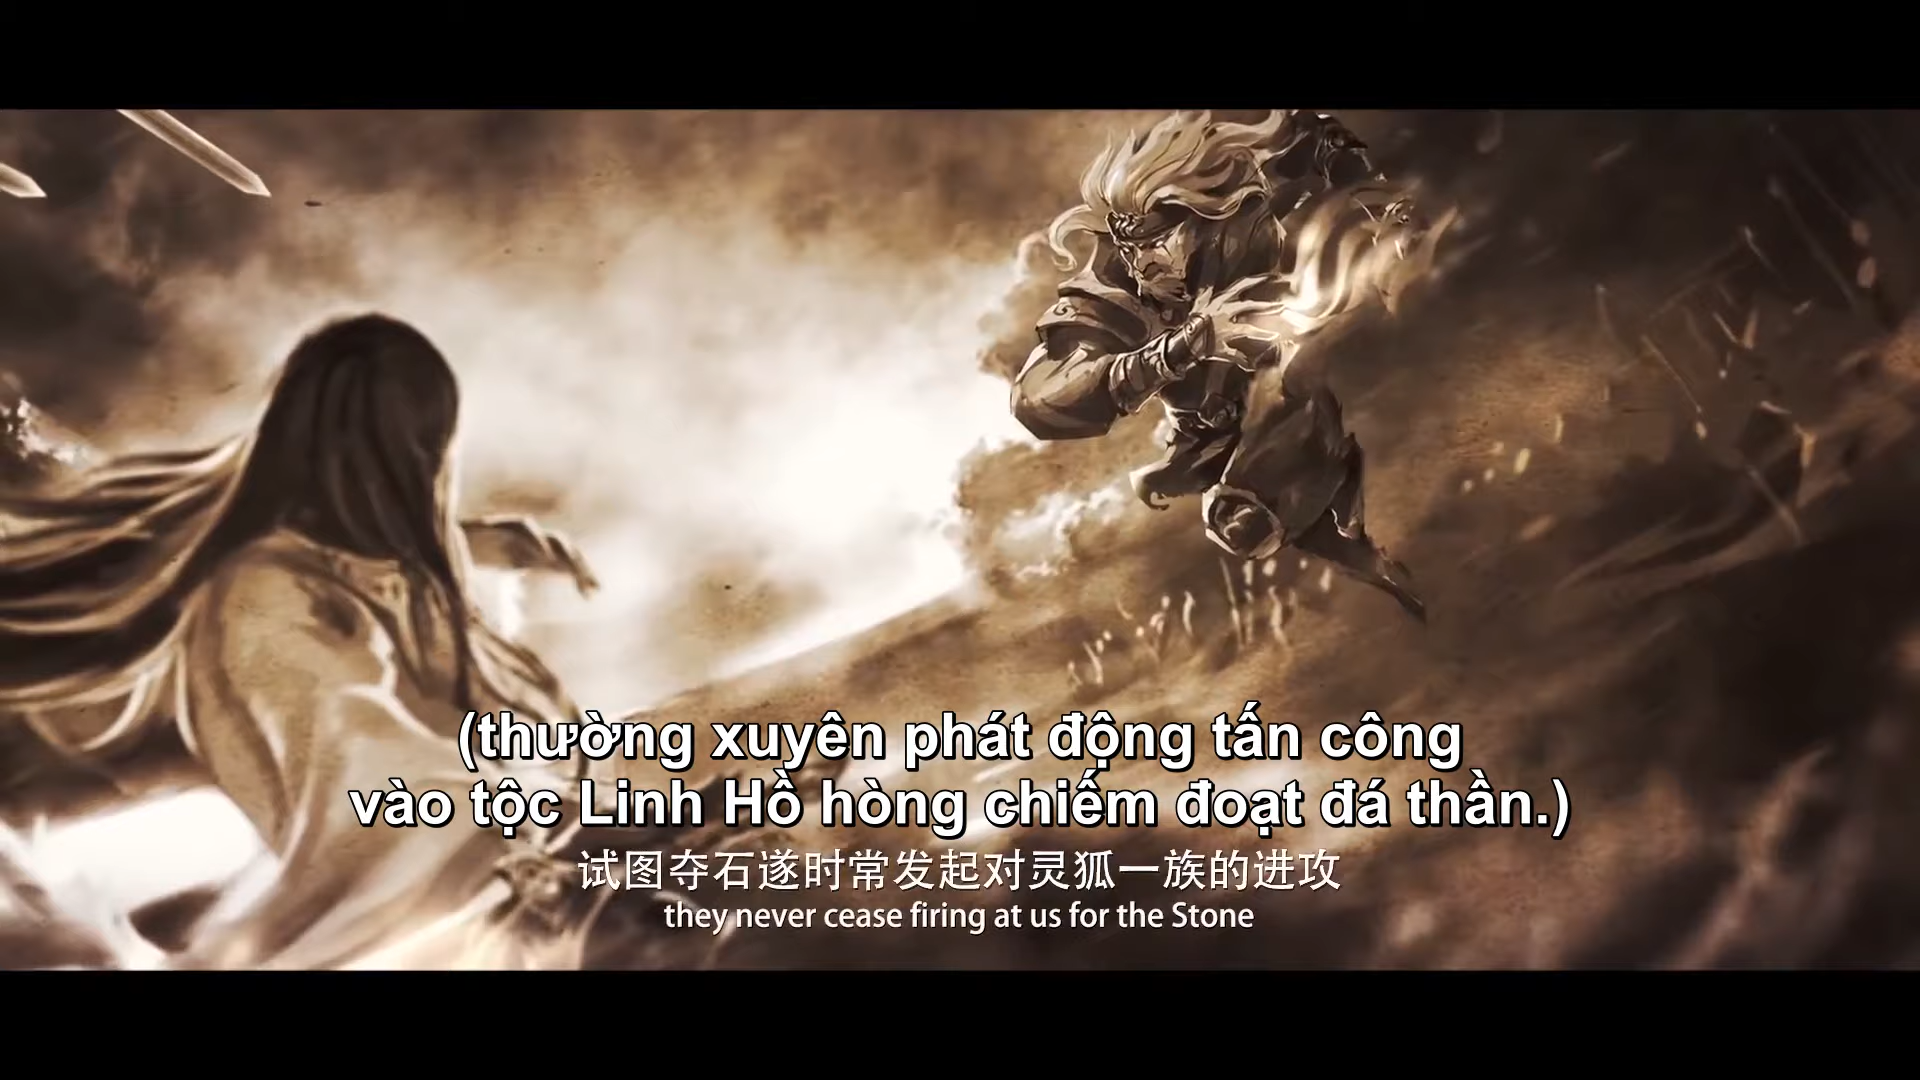 (thường xuyên phát động tấn công
vào tộc Linh Hồ hòng chiếm đoạt đá thần.)
试图夺石遂时常发起对灵狐一族的进攻
they never cease firing at us for the Stone